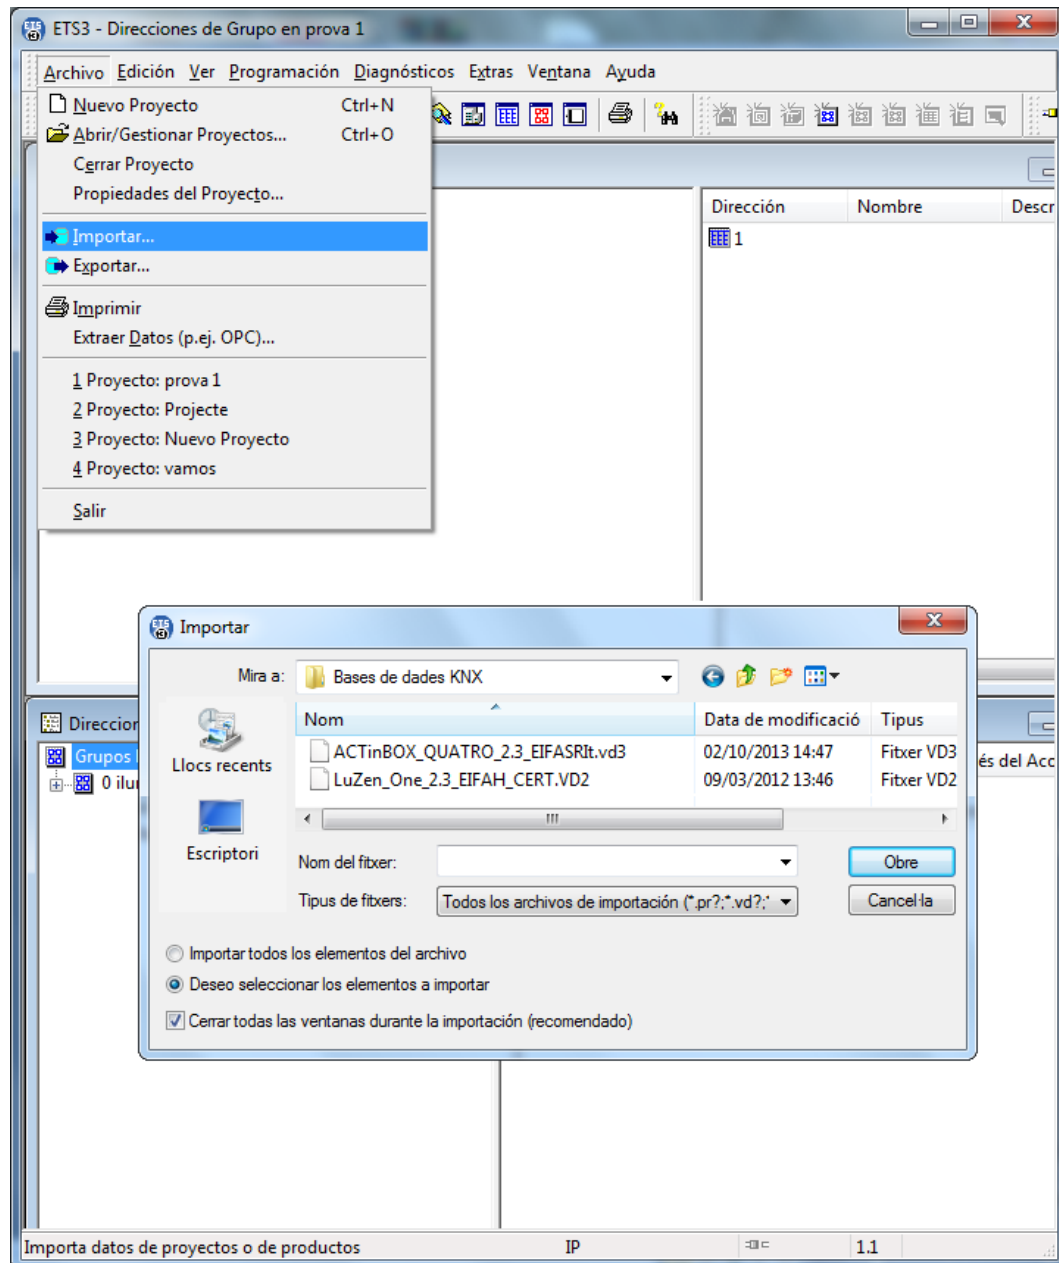 ETS3 - Direcciones de Grupo en prova 1
Archivo Edición Ver Programación Diagnósticos Extras Ventana Ayuda
Nuevo Proyecto Ctrl+N
Abrir/Gestionar Proyectos... Ctrl+O
Cerrar Proyecto
Propiedades del Proyecto...
Importar...
Exportar...
Imprimir
Extraer Datos (p.ej. OPC)...
1 Proyecto: prova 1
2 Proyecto: Projecte
3 Proyecto: Nuevo Proyecto
4 Proyecto: vamos
Salir
Dirección Nombre Descr
1
Importar
Mira a: Bases de dades KNX
Nom Data de modificació Tipus
ACTinBOX_QUATRO_2.3_EIFASRIt.vd3 02/10/2013 14:47 Fitxer VD3
LuZen_One_2.3_EIFAH_CERT.VD2 09/03/2012 13:46 Fitxer VD2
Llocs recents
Escriptori
Nom del fitxer: Obre
Tipus de fitxers: Todos los archivos de importación (*.pr?;*.vd?;* Cancel·la
Importar todos los elementos del archivo
Deseo seleccionar los elementos a importar
Cerrar todas las ventanas durante la importación (recomendado)
Direccion
Grupos
0 ilu
és del Acc
Importa datos de proyectos o de productos IP 1.1